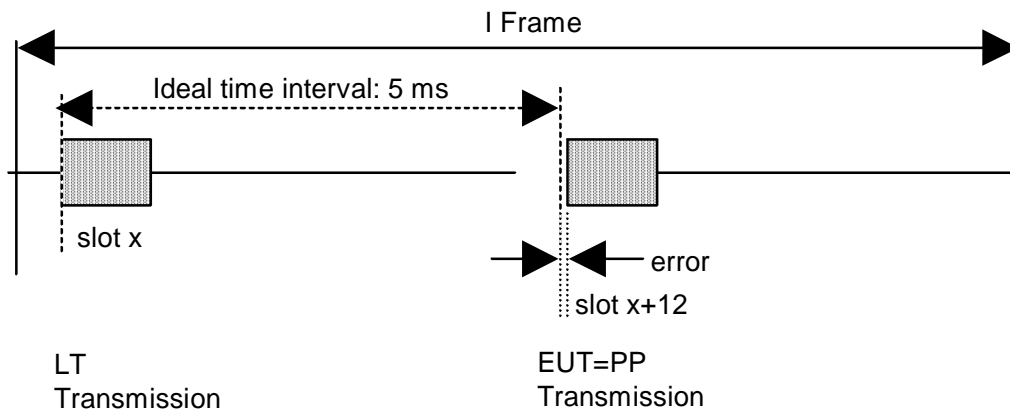 I Frame
Ideal time interval: 5 ms
slot x
error
slot x+12
LT
Transmission
EUT=PP
Transmission